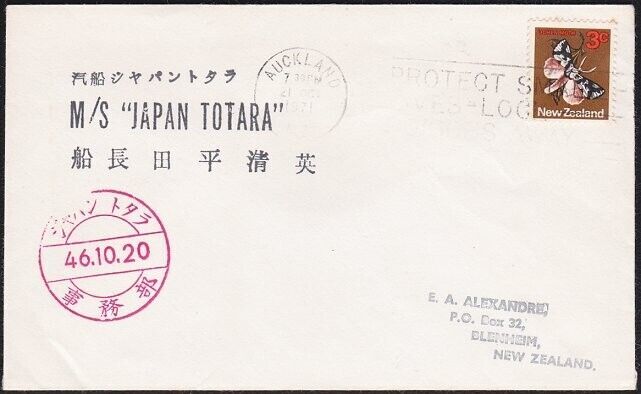 汽船ジャパントタラ
M/S "JAPAN TOTARA"
船長田平清英
ジャパントタラ
46.10.20
事務部
AUCKLAND
7 30PM
21
1971
PROTECT
3c
New Zealand
E. A. ALEXANDRE,
P.O. Box 32,
BLENHEIM,
NEW ZEALAND.